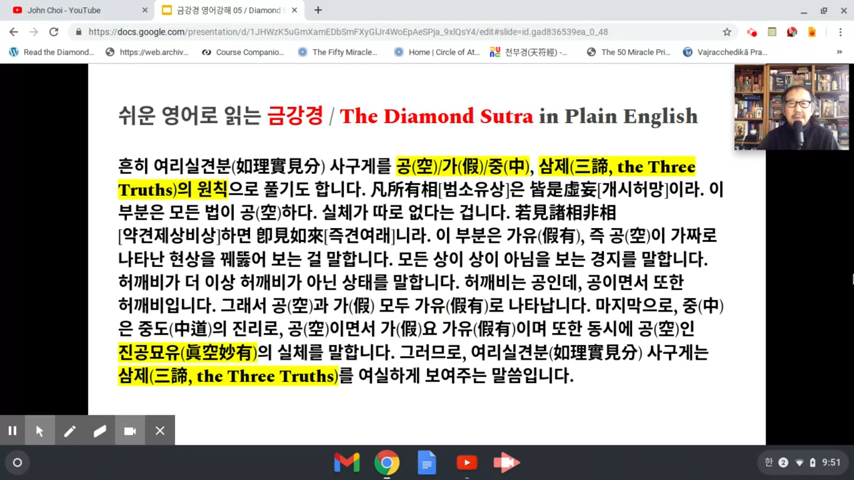 John Choi - YouTube
금강경 영어강해 05 / Diamond S
https://docs.google.com/presentation/d/1JHWzK5uGmXamEDbSmFXyGlJr4WoEpAeSPja_9xlQsY4/edit#slide=id.gad836539ea_0_48
Read the Diamond...
https://web.archiv...
Course Companio...
The Fifty Miracle...
Home | Circle of At...
천부경(天符經) -...
The 50 Miracle Pri...
Vajracchedikā Pra...
쉬운 영어로 읽는 금강경 / The Diamond Sutra in Plain English
흔히 여리실견분(如理實見分) 사구게를 공(空)/가(假)/중(中), 삼제(三諦, the Three
Truths)의 원칙으로 풀기도 합니다. 凡所有相[범소유상]은 皆是虛妄[개시허망]이라. 이
부분은 모든 법이 공(空)하다. 실체가 따로 없다는 겁니다. 若見諸相非相
[약견제상비상]하면 卽見如來[즉견여래]니라. 이 부분은 가유(假有), 즉 공(空)이 가짜로
나타난 현상을 꿰뚫어 보는 걸 말합니다. 모든 상이 상이 아님을 보는 경지를 말합니다.
허깨비가 더 이상 허깨비가 아닌 상태를 말합니다. 허깨비는 공인데, 공이면서 또한
허깨비입니다. 그래서 공(空)과 가(假) 모두 가유(假有)로 나타납니다. 마지막으로, 중(中)
은 중도(中道)의 진리로, 공(空)이면서 가(假)요 가유(假有)이며 또한 동시에 공(空)인
진공묘유(眞空妙有)의 실체를 말합니다. 그러므로, 여리실견분(如理實見分) 사구게는
삼제(三諦, the Three Truths)를 여실하게 보여주는 말씀입니다.
한 2 9:51